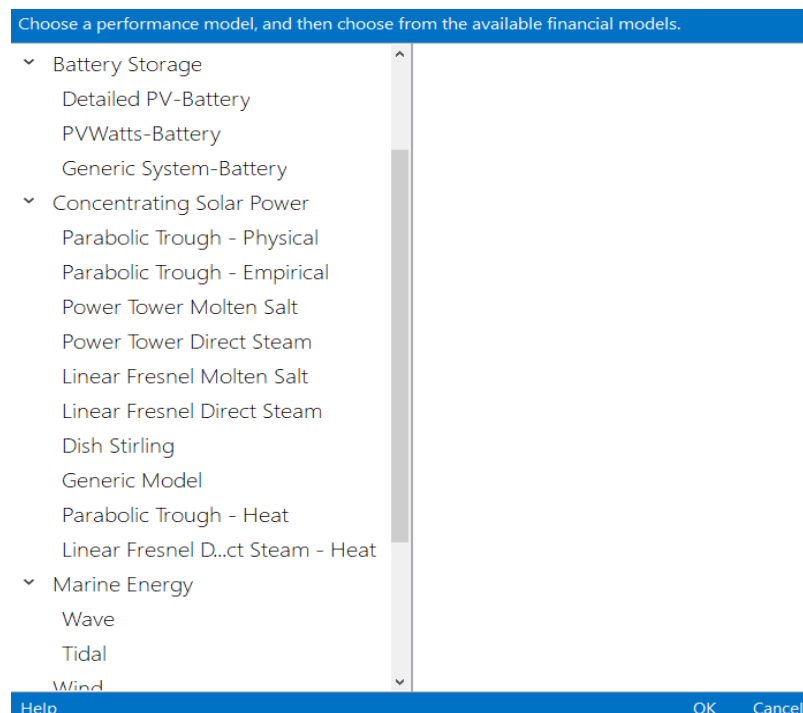 Choose a performance model, and then choose from the available financial models.
Battery Storage
Detailed PV-Battery
PVWatts-Battery
Generic System-Battery
Concentrating Solar Power
Parabolic Trough - Physical
Parabolic Trough - Empirical
Power Tower Molten Salt
Power Tower Direct Steam
Linear Fresnel Molten Salt
Linear Fresnel Direct Steam
Dish Stirling
Generic Model
Parabolic Trough - Heat
Linear Fresnel D...ct Steam - Heat
Marine Energy
Wave
Tidal
Wind
Help OK Cancel